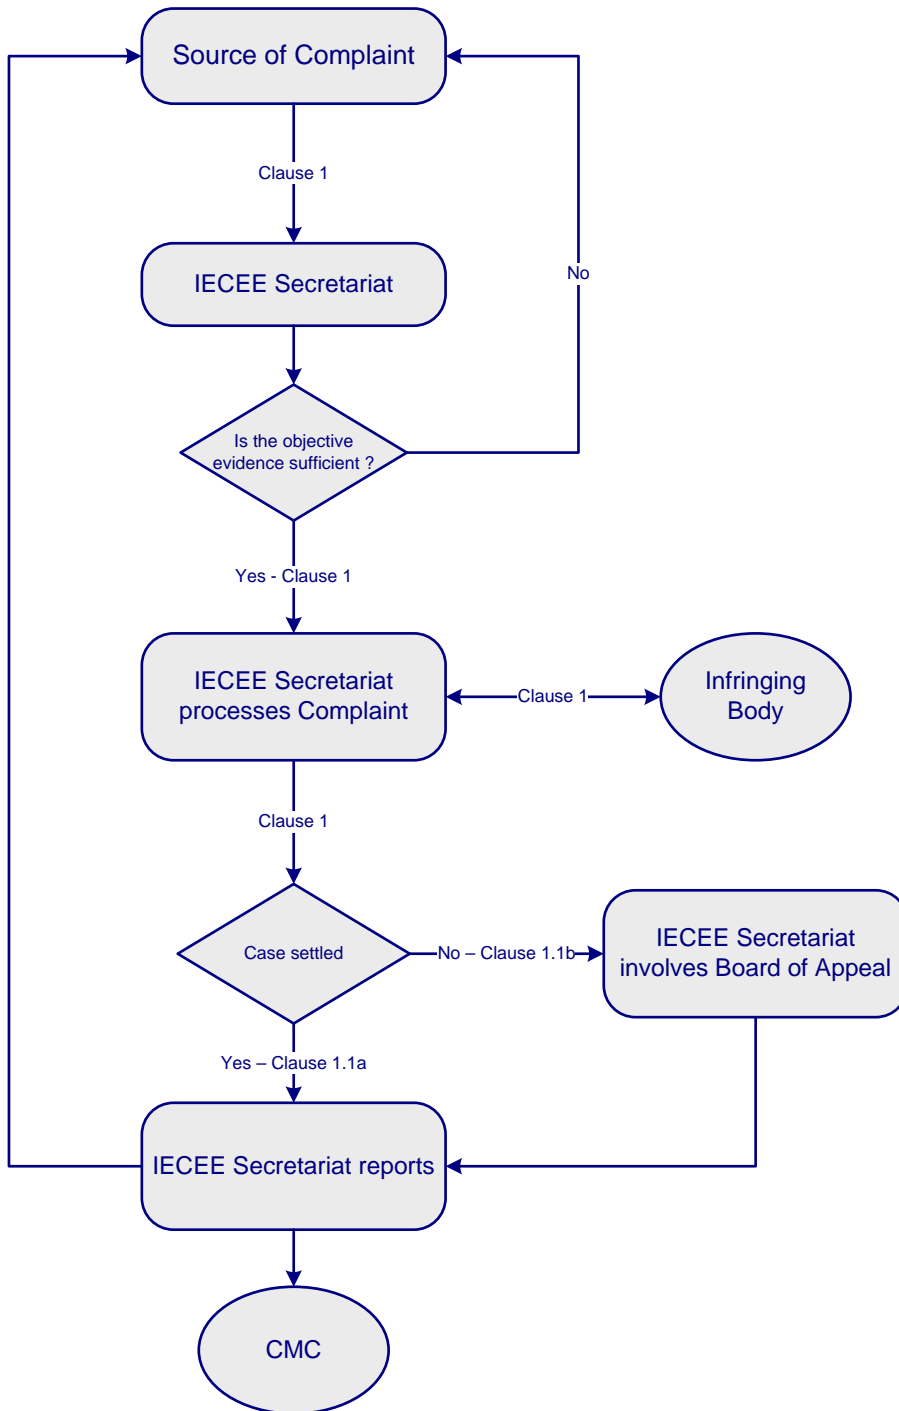 Source of Complaint
Clause 1
IECEE Secretariat
No
Is the objective
evidence sufficient ?
Yes - Clause 1
IECEE Secretariat
processes Complaint
Clause 1
Infringing
Body
Clause 1
Case settled
No – Clause 1.1b
IECEE Secretariat
involves Board of Appeal
Yes – Clause 1.1a
IECEE Secretariat reports
CMC